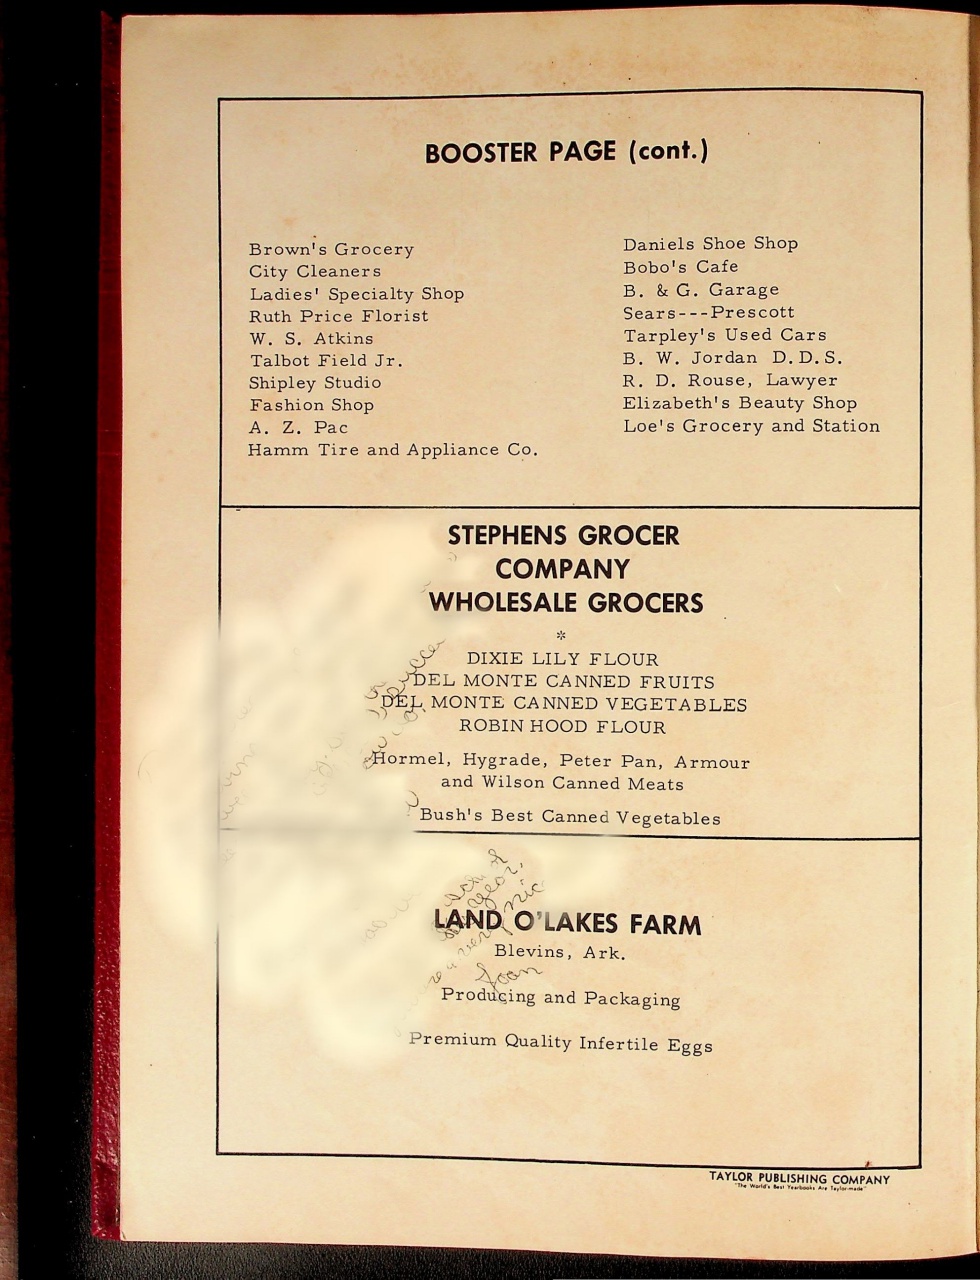 BOOSTER PAGE (cont.)
Brown's Grocery
City Cleaners
Ladies' Specialty Shop
Ruth Price Florist
W. S. Atkins
Talbot Field Jr.
Shipley Studio
Fashion Shop
A. Z. Pac
Hamm Tire and Appliance Co.
Daniels Shoe Shop
Bobo's Cafe
B. & G. Garage
Sears---Prescott
Tarpley's Used Cars
B. W. Jordan D.D.S.
R. D. Rouse, Lawyer
Elizabeth's Beauty Shop
Loe's Grocery and Station
STEPHENS GROCER
COMPANY
WHOLESALE GROCERS
*
DIXIE LILY FLOUR
DEL MONTE CANNED FRUITS
DEL MONTE CANNED VEGETABLES
ROBIN HOOD FLOUR
Hormel, Hygrade, Peter Pan, Armour
and Wilson Canned Meats
Bush's Best Canned Vegetables
year,
very
Joan
LAND O'LAKES FARM
Blevins, Ark.
Producing and Packaging
Premium Quality Infertile Eggs
TAYLOR PUBLISHING COMPANY
"The World's Best Yearbooks Are Taylor-made"